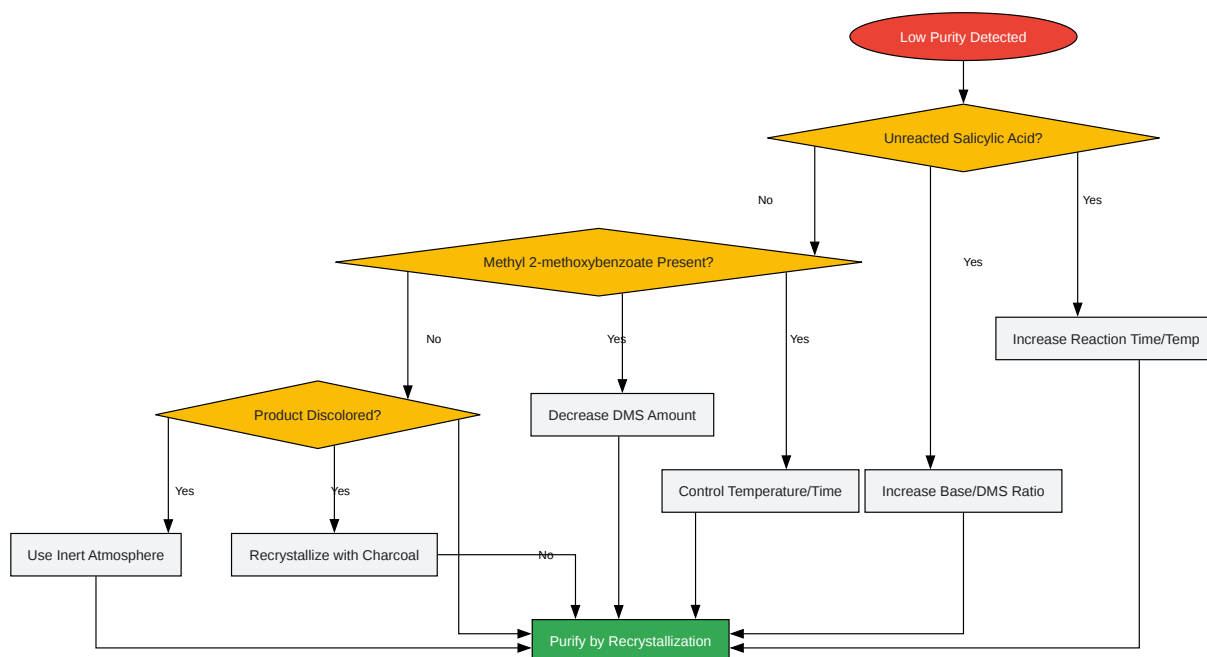 Low Purity Detected
Unreacted Salicylic Acid?
No
Yes
Yes
Methyl 2-methoxybenzoate Present?
Increase Reaction Time/Temp
No
Yes
Yes
Product Discolored?
Decrease DMS Amount
Yes
Yes
Control Temperature/Time
Increase Base/DMS Ratio
Use Inert Atmosphere
Recrystallize with Charcoal
No
Purify by Recrystallization